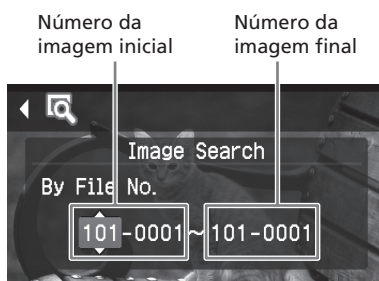 Número da
imagem inicial
Número da
imagem final
Image Search
By File No.
101-0001~101-0001